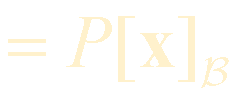 = P[x]_ℬ